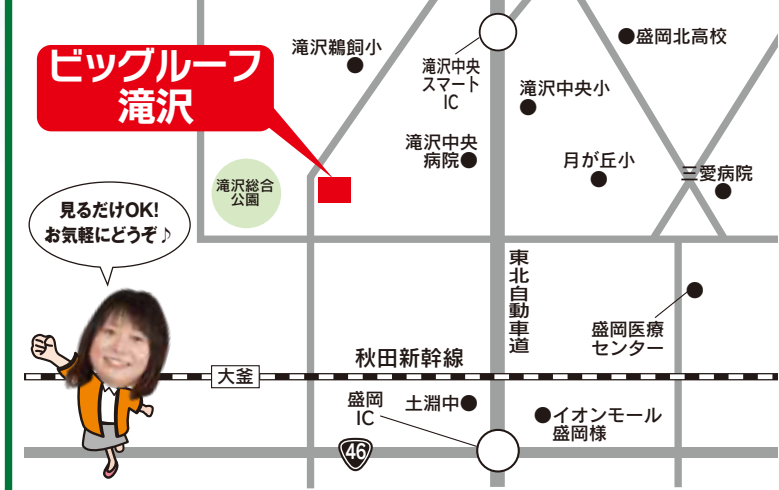 ビッグルーフ
滝沢
滝沢鵜飼小
滝沢中央
スマート
IC
盛岡北高校
滝沢中央小
滝沢中央
病院
月が丘小
三愛病院
滝沢総合
公園
見るだけOK!
お気軽にどうぞ♪
東北自動車道
盛岡医療
センター
秋田新幹線
大釜
盛岡
IC
土淵中
イオンモール
盛岡様
46